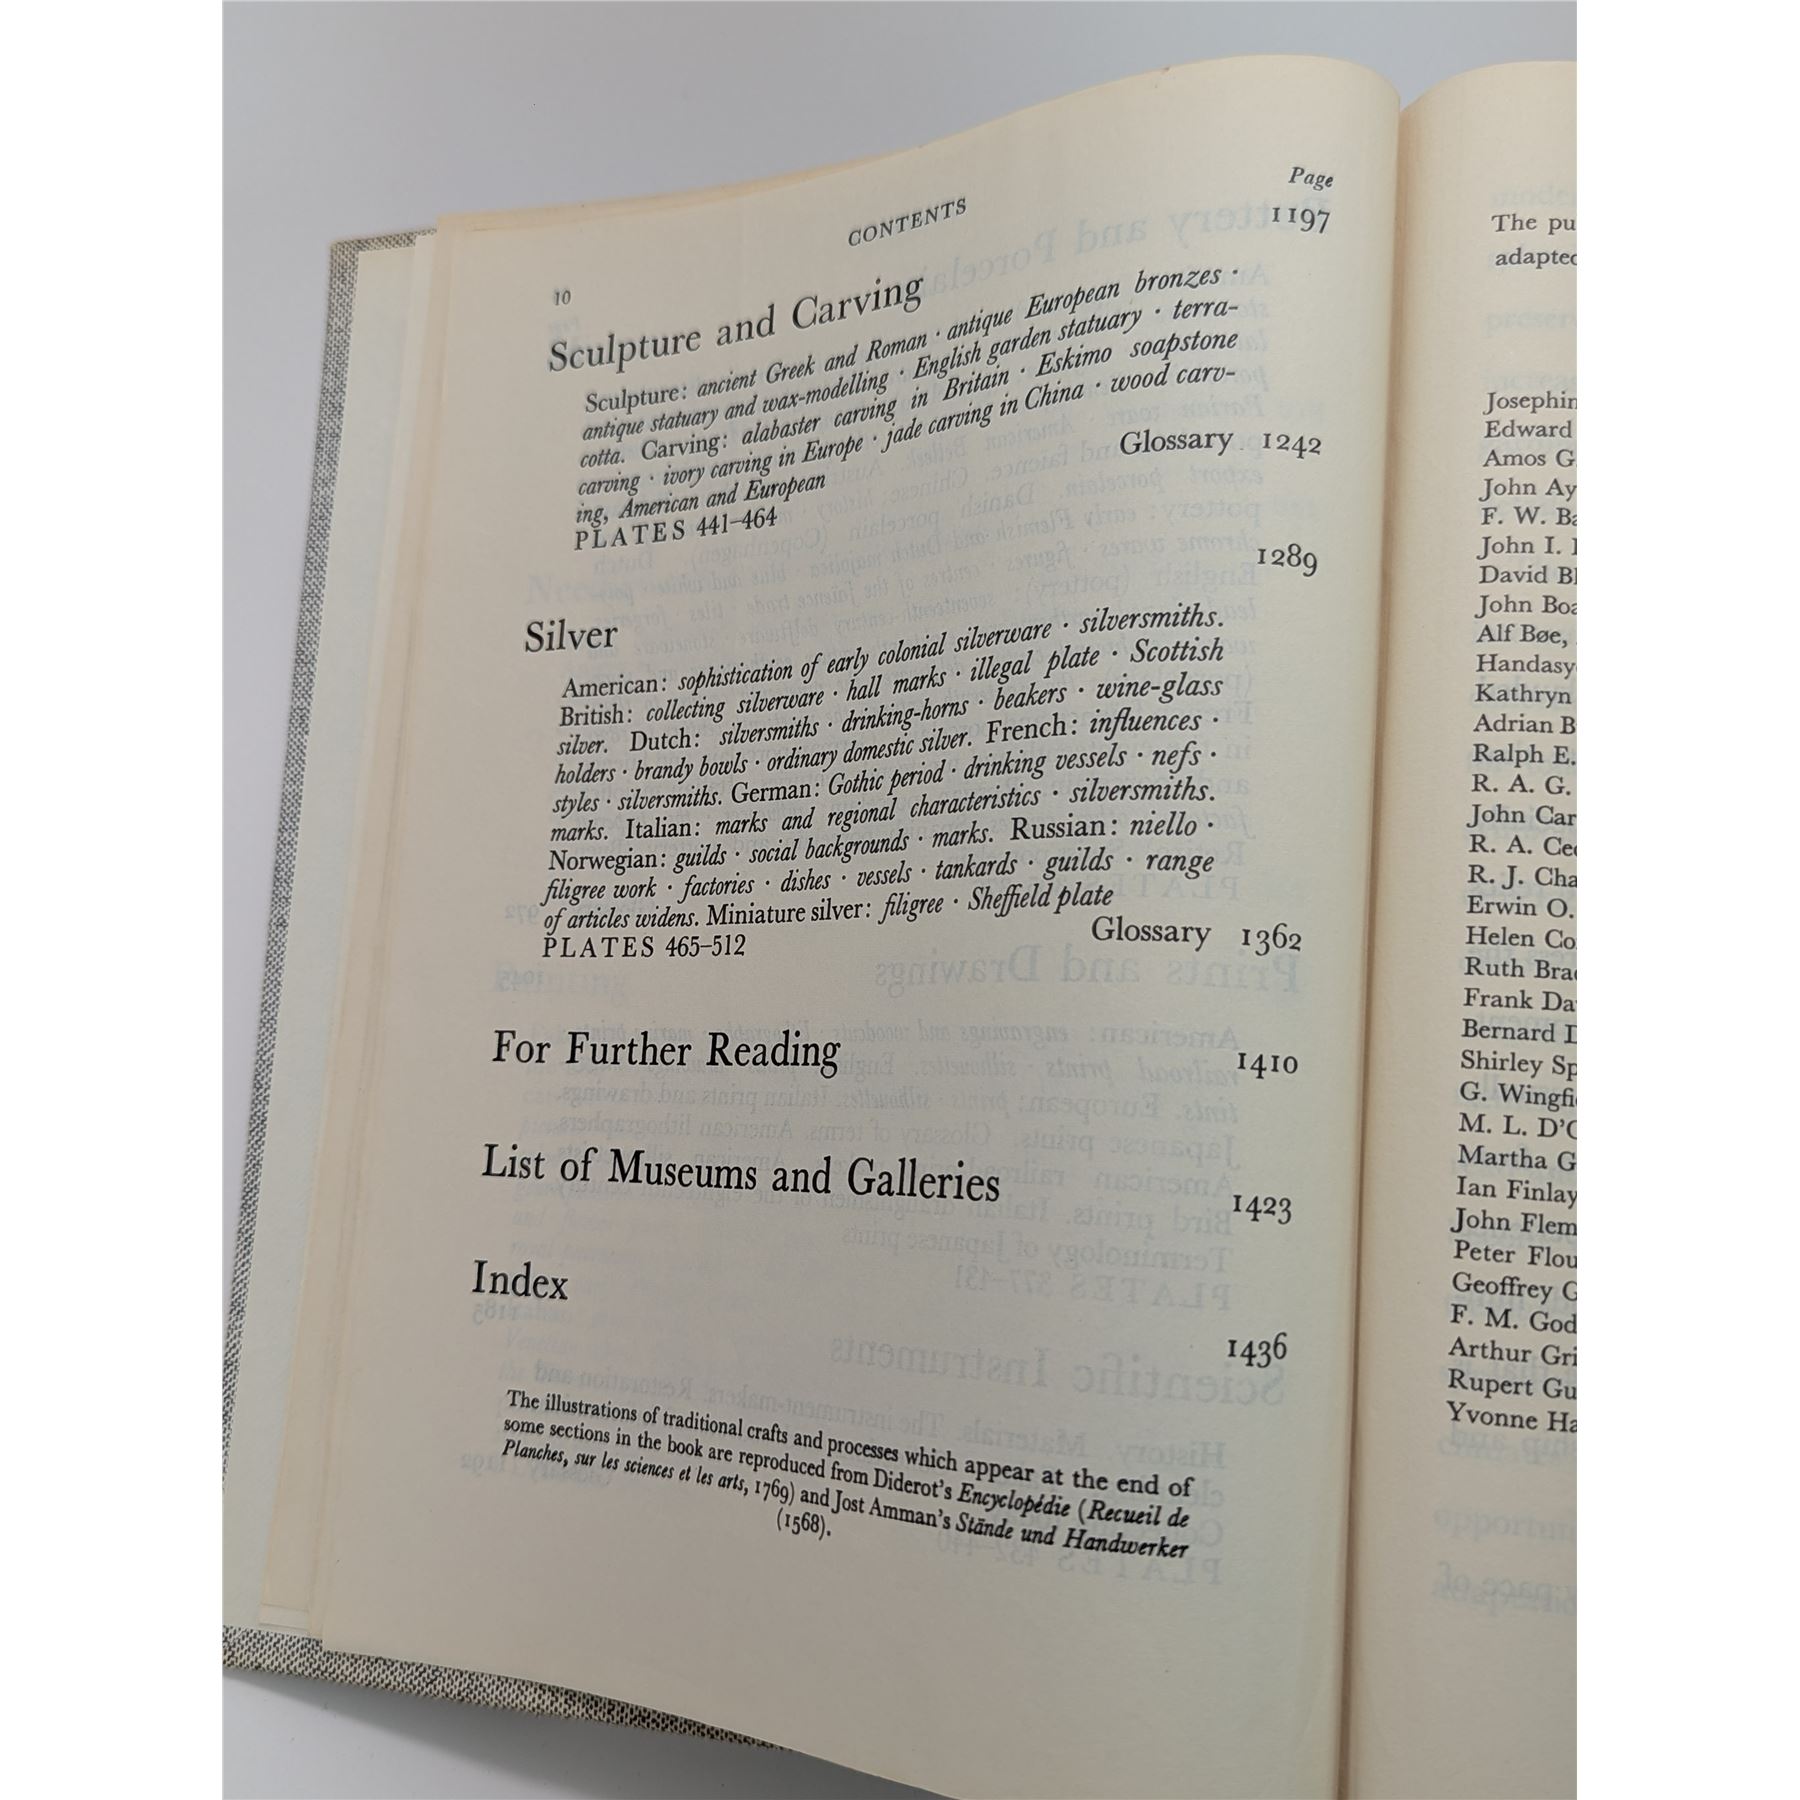 10
CONTENTS
Page
Sculpture and Carving 1197
Sculpture: ancient Greek and Roman · antique European bronzes ·
antique statuary and wax-modelling · English garden statuary · terra-
cotta. Carving: alabaster carving in Britain · Eskimo soapstone
carving · ivory carving in Europe · jade carving in China · wood carv-
ing, American and European
PLATES 441–464
Glossary 1242
Silver 1289
American: sophistication of early colonial silverware · silversmiths.
British: collecting silverware · hall marks · illegal plate · Scottish
silver. Dutch: silversmiths · drinking-horns · beakers · wine-glass
holders · brandy bowls · ordinary domestic silver. French: influences ·
styles · silversmiths. German: Gothic period · drinking vessels · nefs ·
marks. Italian: marks and regional characteristics · silversmiths.
Norwegian: guilds · social backgrounds · marks. Russian: niello ·
filigree work · factories · dishes · vessels · tankards · guilds · range
of articles widens. Miniature silver: filigree · Sheffield plate
PLATES 465–512
Glossary 1362
For Further Reading 1410
List of Museums and Galleries 1423
Index 1436
The illustrations of traditional crafts and processes which appear at the end of
some sections in the book are reproduced from Diderot's Encyclopédie (Recueil de
Planches, sur les sciences et les arts, 1769) and Jost Amman's Stände und Handwerker
(1568).
The pu
adapted
Josephin
Edward
Amos G
John Ay
F. W. Ba
John I.
David Bl
John Boa
Alf Bøe,
Handasy
Kathryn
Adrian B
Ralph E.
R. A. G.
John Car
R. A. Cec
R. J. Cha
Erwin O.
Helen Co
Ruth Bra
Frank Da
Bernard D
Shirley Sp
G. Wingfi
M. L. D'O
Martha G
Ian Finlay
John Flem
Peter Flou
Geoffrey G
F. M. God
Arthur Gri
Rupert Gu
Yvonne Ha